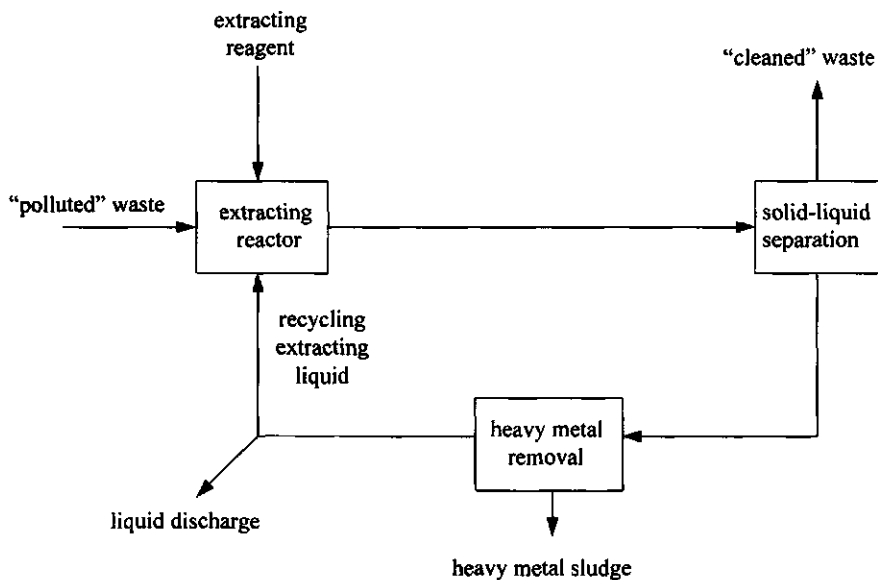 extracting
reagent
“cleaned” waste
“polluted” waste
extracting
reactor
solid-liquid
separation
recycling
extracting
liquid
heavy metal
removal
liquid discharge
heavy metal sludge